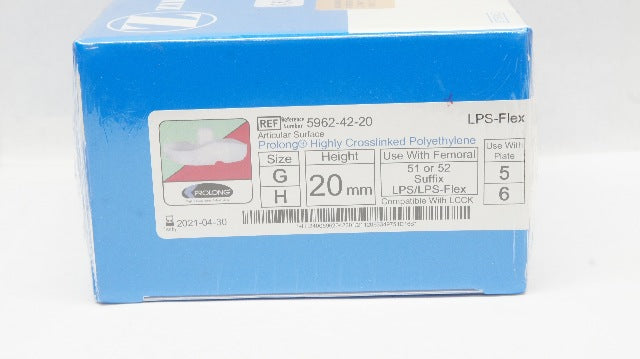 REF Reference Number 5962-42-20 LPS-Flex
Articular Surface
Prolong® Highly Crosslinked Polyethylene
Size
G
H
Height
20 mm
Use With Femoral
51 or 52
Suffix
LPS/LPS-Flex
Compatible With LCCK
Use With
Plate
5
6
PROLONG
2021-04-30